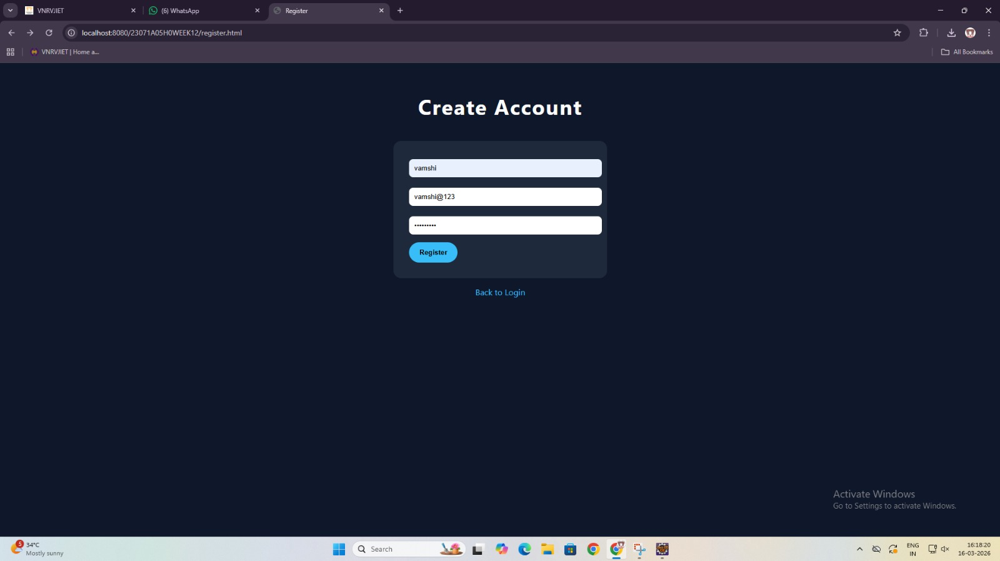 VNRVJIET
(6) WhatsApp
Register
localhost:8080/23071A05H0WEEK12/register.html
VNRVJIET | Home a...
All Bookmarks
Create Account
vamshi
vamshi@123
•••••••••
Register
Back to Login
Activate Windows
Go to Settings to activate Windows.
5
34°C
Mostly sunny
Search
ENG
IN
16:18:20
16-03-2026